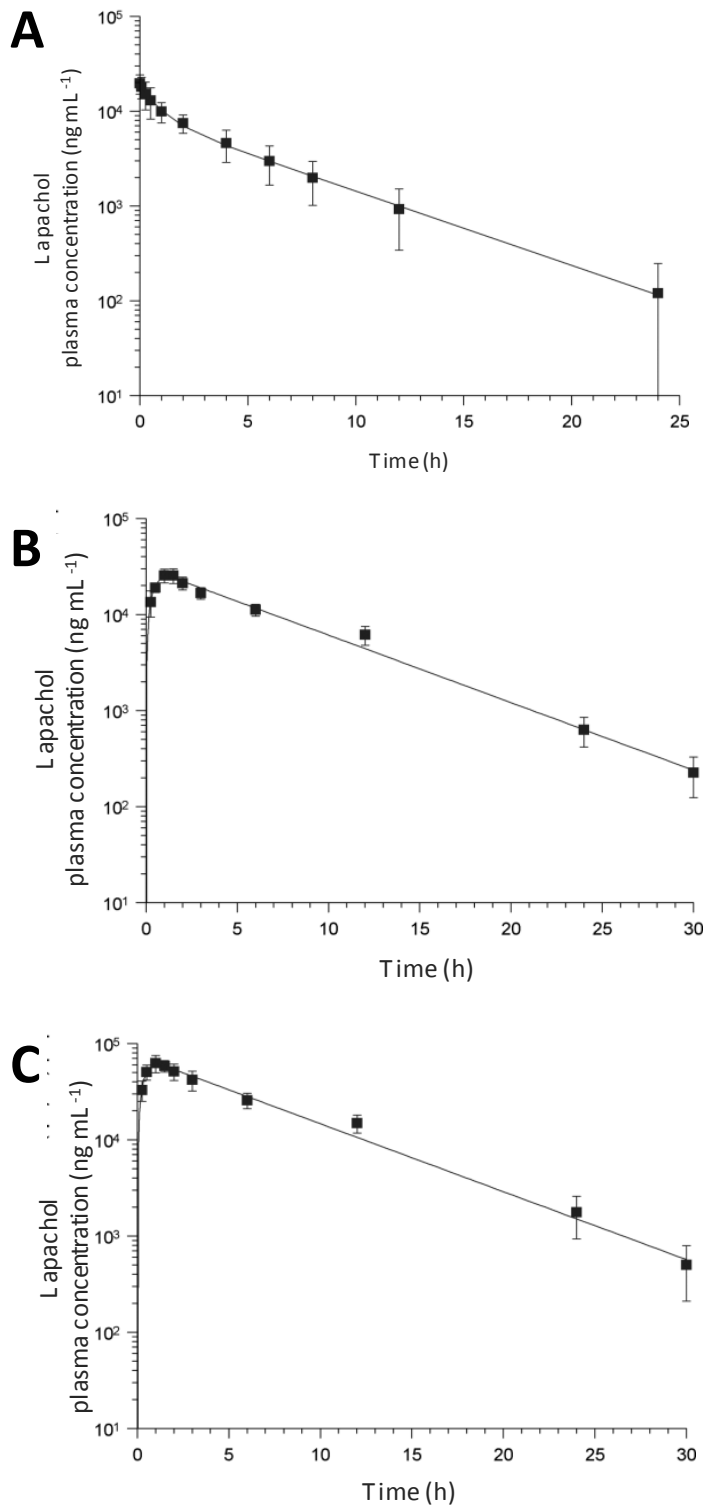 A
10⁵
10⁴
10³
10²
10¹
Lapachol
plasma concentration (ng mL⁻¹)
0 5 10 15 20 25
Time (h)
B
10⁵
10⁴
10³
10²
10¹
Lapachol
plasma concentration (ng mL⁻¹)
0 5 10 15 20 25 30
Time (h)
C
10⁵
10⁴
10³
10²
10¹
Lapachol
plasma concentration (ng mL⁻¹)
0 5 10 15 20 25 30
Time (h)